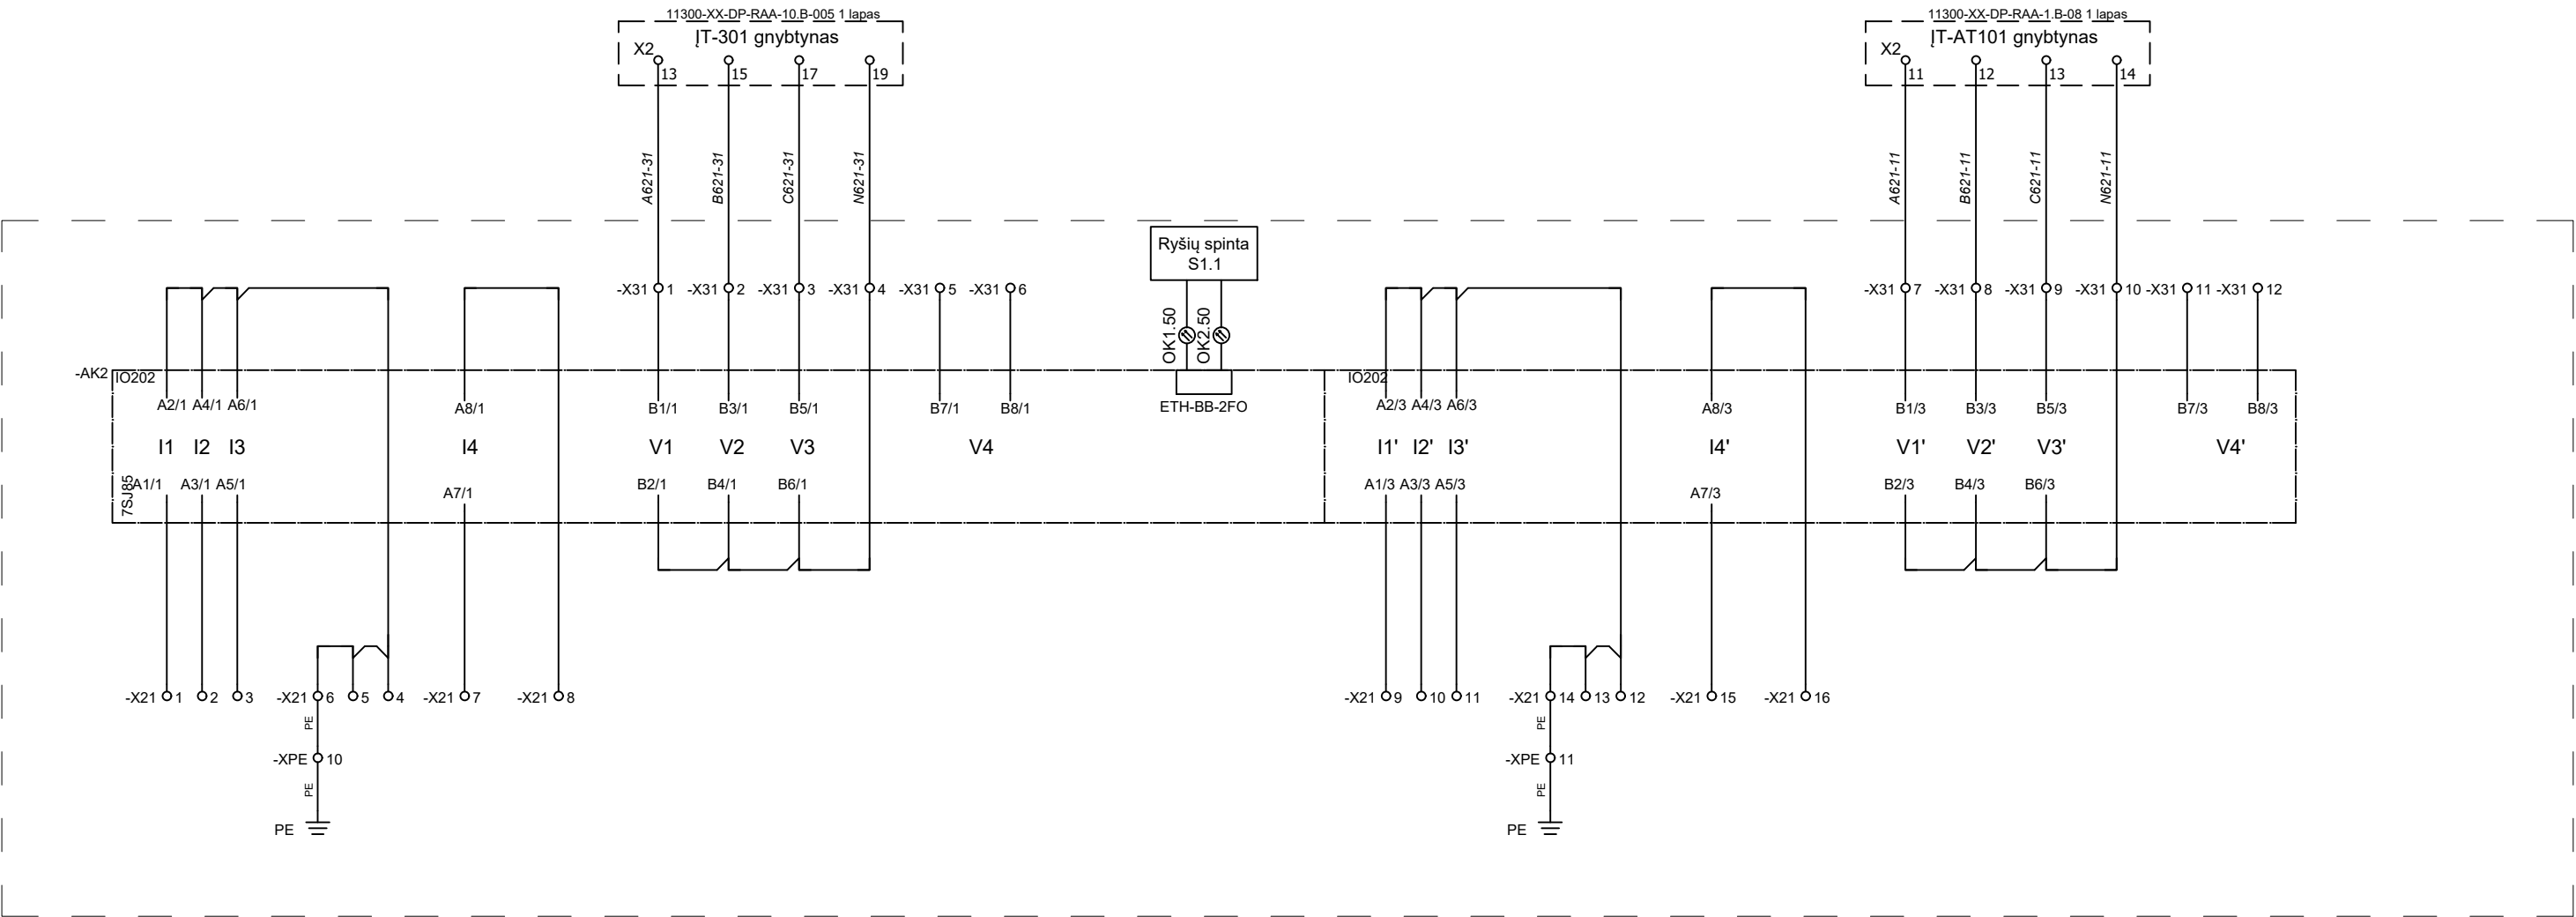 11300-XX-DP-RAA-10.B-005 1 lapas
ĮT-301 gnybtynas
X2
13 15 17 19
A621-31 B621-31 C621-31 N621-31
11300-XX-DP-RAA-1.B-08 1 lapas
ĮT-AT101 gnybtynas
X2
11 12 13 14
A621-11 B621-11 C621-11 N621-11
Ryšių spinta
S1.1
-X31 1 -X31 2 -X31 3 -X31 4 -X31 5 -X31 6
-X31 7 -X31 8 -X31 9 -X31 10 -X31 11 -X31 12
OK1.50 OK2.50
-AK2 IO202 IO202
A2/1 A4/1 A6/1 A8/1 B1/1 B3/1 B5/1 B7/1 B8/1
ETH-BB-2FO
A2/3 A4/3 A6/3 A8/3 B1/3 B3/3 B5/3 B7/3 B8/3
I1 I2 I3 I4 V1 V2 V3 V4
I1' I2' I3' I4' V1' V2' V3' V4'
7SJ85
A1/1 A3/1 A5/1 A7/1 B2/1 B4/1 B6/1
A1/3 A3/3 A5/3 A7/3 B2/3 B4/3 B6/3
-X21 1 2 3 -X21 6 5 4 -X21 7 -X21 8
-X21 9 10 11 -X21 14 13 12 -X21 15 -X21 16
PE PE
-XPE 10 -XPE 11
PE PE
PE PE